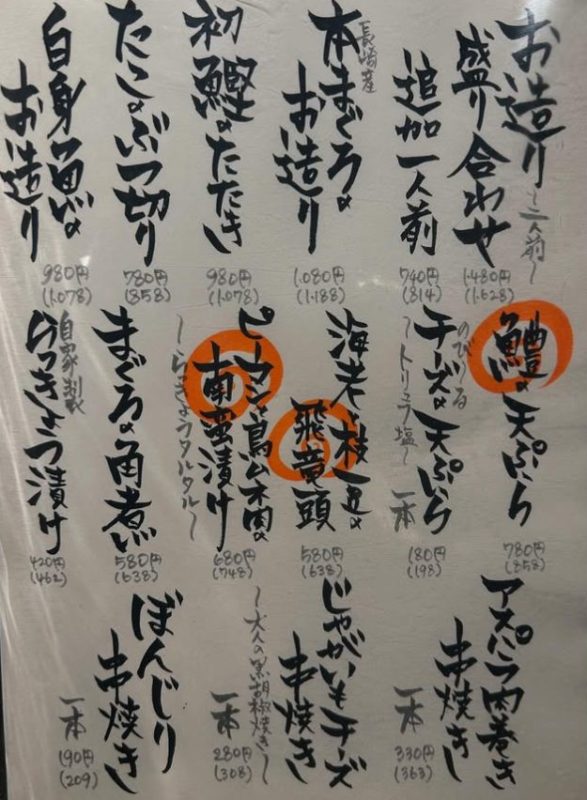 お造り
盛り合わせ
～二人前～
1.480円
(1.628)
追加一人前
740円
(814)
長崎産
本まぐろの
お造り
1.080円
(1.188)
初鰹のたたき
980円
(1.078)
たこのぶつ切り
780円
(858)
白身魚の
お造り
980円
(1.078)
鱧の天ぷら
780円
(858)
のび～る
チーズの天ぷら
～トリュフ塩～
一本
180円
(198)
海老と枝豆の
飛竜頭
580円
(638)
ピーマンと鳥ムネ肉の
南蛮漬け
～らっきょタルタル～
680円
(748)
まぐろの角煮
580円
(638)
自家製
らっきょう漬け
420円
(462)
アスパラ肉巻き
串焼き
一本
330円
(363)
じゃがいもチーズ
串焼き
～大人の黒胡椒焼き～
一本
280円
(308)
ぼんじり
串焼き
一本
190円
(209)